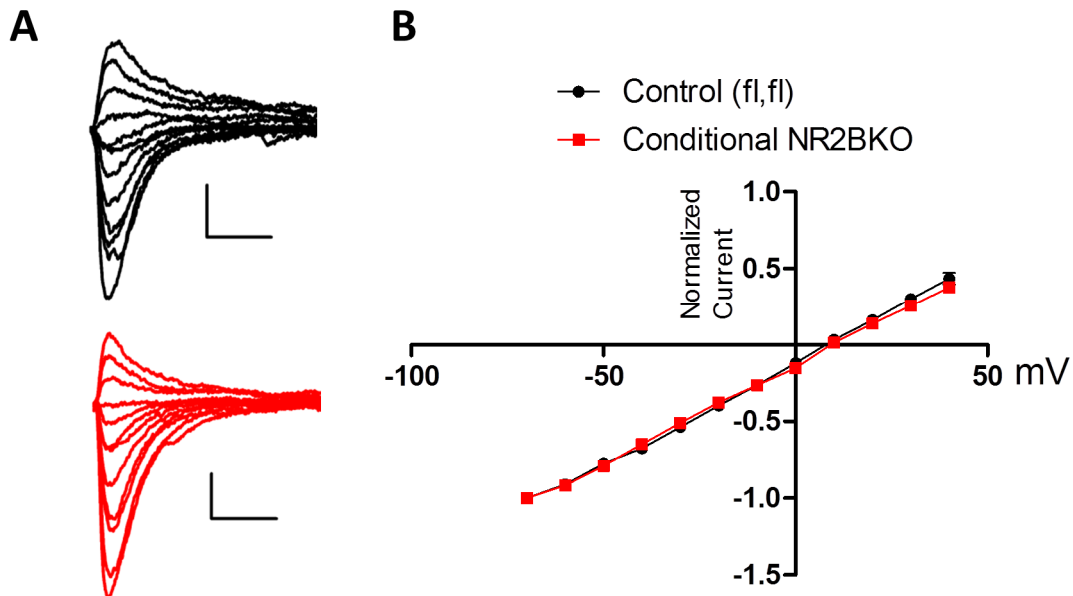 A
B
Control (fl,fl)
Conditional NR2BKO
Normalized
Current
1.0
0.5
-100
-50
50
mV
-0.5
-1.0
-1.5